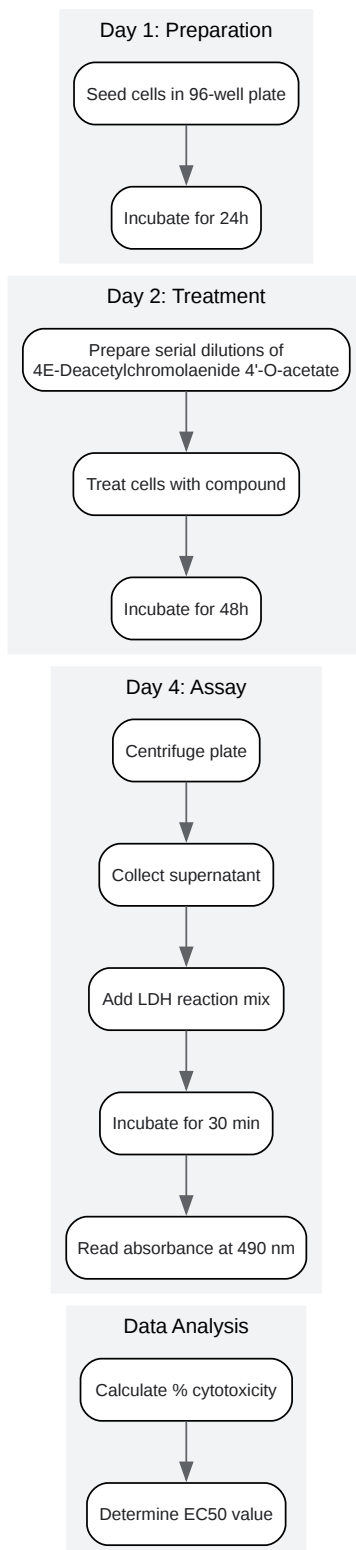 Day 1: Preparation
Seed cells in 96-well plate
Incubate for 24h
Day 2: Treatment
Prepare serial dilutions of
4E-Deacetylchromolaenide 4'-O-acetate
Treat cells with compound
Incubate for 48h
Day 4: Assay
Centrifuge plate
Collect supernatant
Add LDH reaction mix
Incubate for 30 min
Read absorbance at 490 nm
Data Analysis
Calculate % cytotoxicity
Determine EC50 value